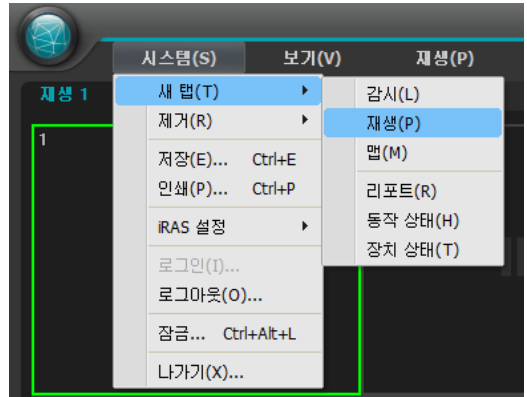 시스템(S) 보기(V) 재생(P)
재생 1
1
새 탭(T)
제거(R)
저장(E)... Ctrl+E
인쇄(P)... Ctrl+P
iRAS 설정
로그인(I)...
로그아웃(O)...
잠금... Ctrl+Alt+L
나가기(X)...
감시(L)
재생(P)
맵(M)
리포트(R)
동작 상태(H)
장치 상태(T)